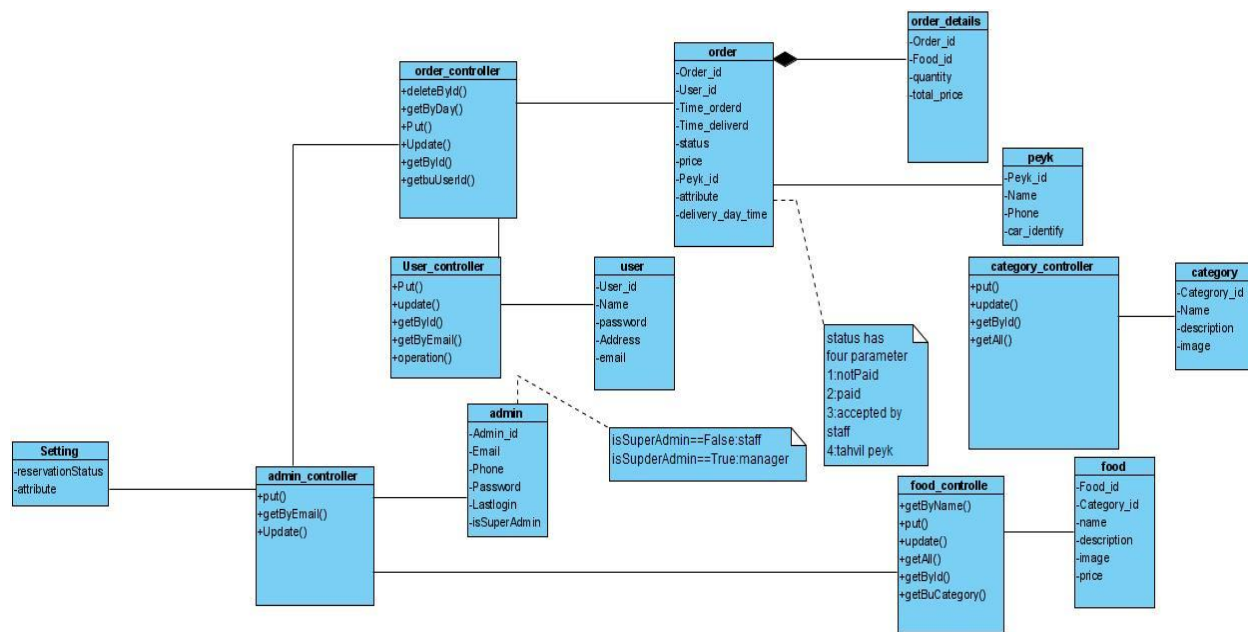 order_details
-Order_id
-Food_id
-quantity
-total_price
order
-Order_id
-User_id
-Time_orderd
-Time_deliverd
-status
-price
-Peyk_id
-attribute
-delivery_day_time
order_controller
+deleteById()
+getByDay()
+Put()
+Update()
+getById()
+getbuUserId()
peyk
-Peyk_id
-Name
-Phone
-car_identify
User_controller
+Put()
+update()
+getById()
+getByEmail()
+operation()
user
-User_id
-Name
-password
-Address
-email
category_controller
+put()
+update()
+getById()
+getAll()
category
-Categrory_id
-Name
-description
-image
status has
four parameter
1:notPaid
2:paid
3:accepted by
staff
4:tahvil peyk
admin
-Admin_id
-Email
-Phone
-Password
-Lastlogin
-isSuperAdmin
isSuperAdmin==False:staff
isSupderAdmin==True:manager
Setting
-reservationStatus
-attribute
admin_controller
+put()
+getByEmail()
+Update()
food_controlle
+getByName()
+put()
+update()
+getAll()
+getById()
+getBuCategory()
food
-Food_id
-Category_id
-name
-description
-image
-price